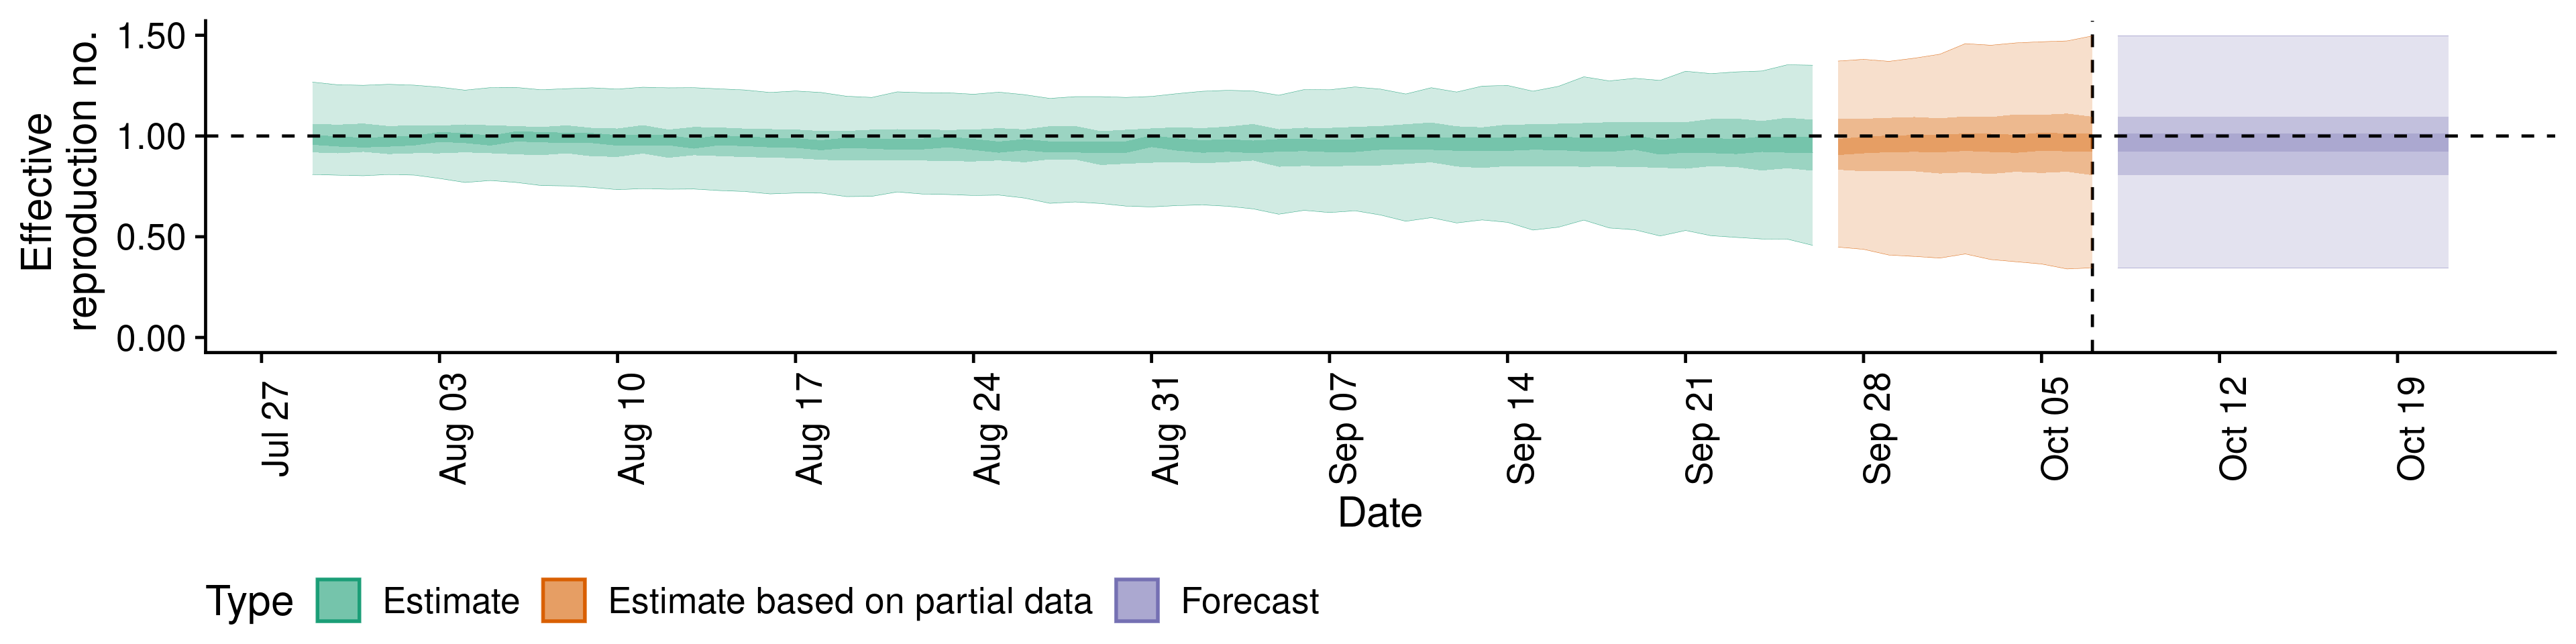 Effective
reproduction no.
1.50
1.00
0.50
0.00
Jul 27
Aug 03
Aug 10
Aug 17
Aug 24
Aug 31
Sep 07
Sep 14
Sep 21
Sep 28
Oct 05
Oct 12
Oct 19
Date
Type
Estimate
Estimate based on partial data
Forecast